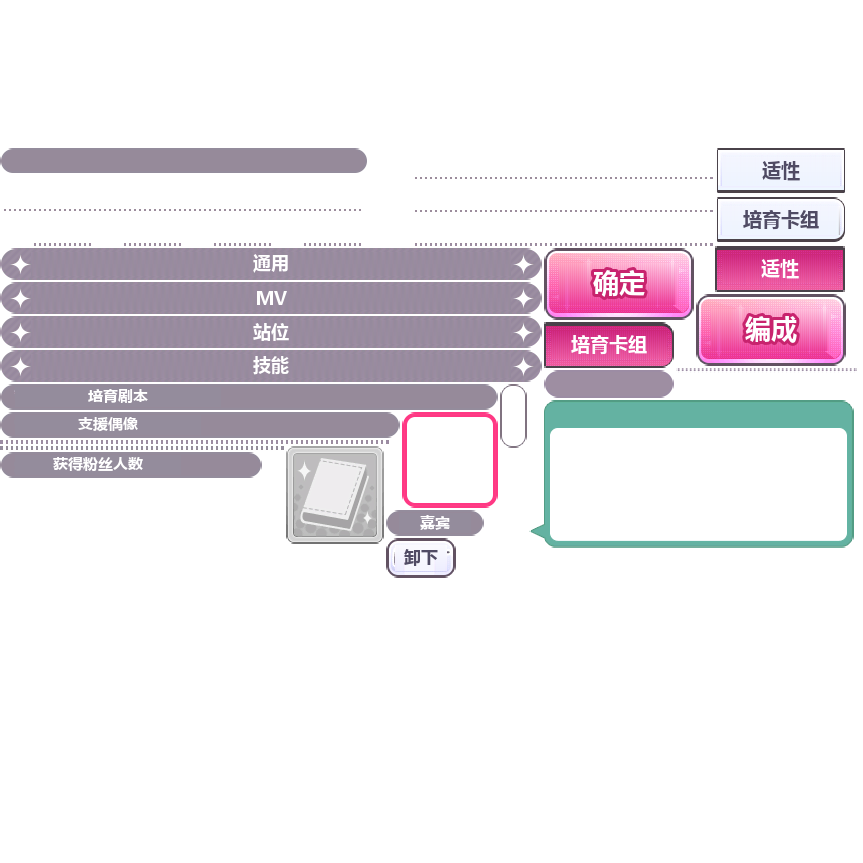 适性
培育卡组
通用
确定
适性
MV
编成
站位
培育卡组
技能
培育剧本
支援偶像
获得粉丝人数
嘉宾
卸下